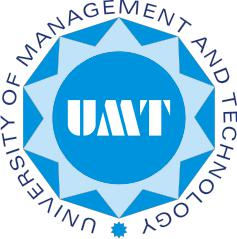 UNIVERSITY OF MANAGEMENT AND TECHNOLOGY
UMT